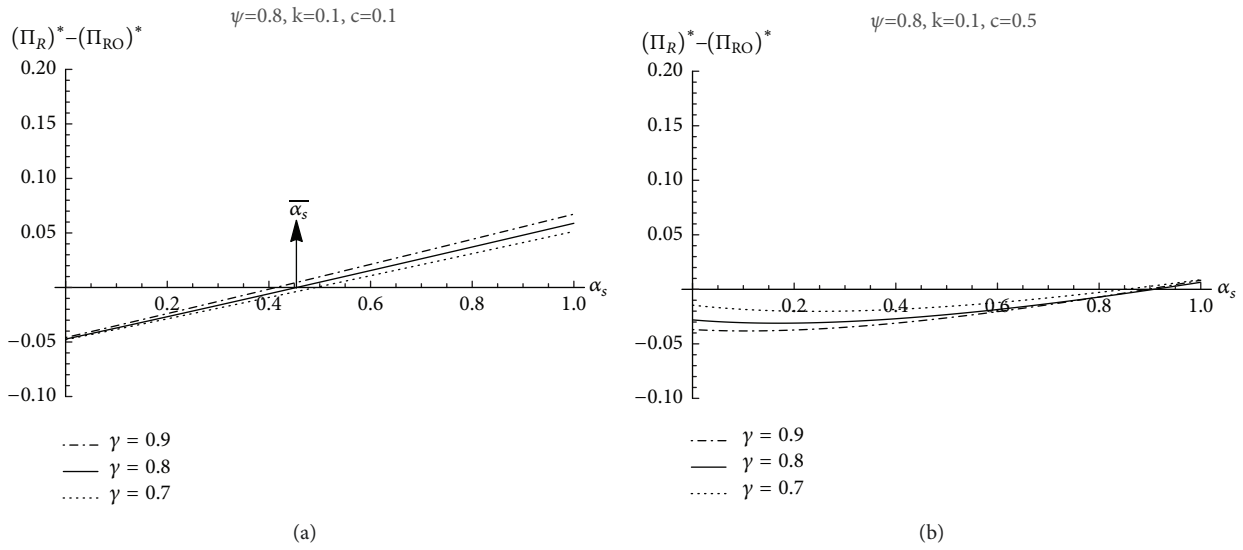 ψ=0.8, k=0.1, c=0.1
(Π_R)*−(Π_RO)*
0.20
0.15
0.10
0.05
−0.05
−0.10
0.2 0.4 0.6 0.8 1.0
α_s
α̅_s
γ = 0.9
γ = 0.8
γ = 0.7
(a)
ψ=0.8, k=0.1, c=0.5
(Π_R)*−(Π_RO)*
0.20
0.15
0.10
0.05
−0.05
−0.10
0.2 0.4 0.6 0.8 1.0
α_s
γ = 0.9
γ = 0.8
γ = 0.7
(b)